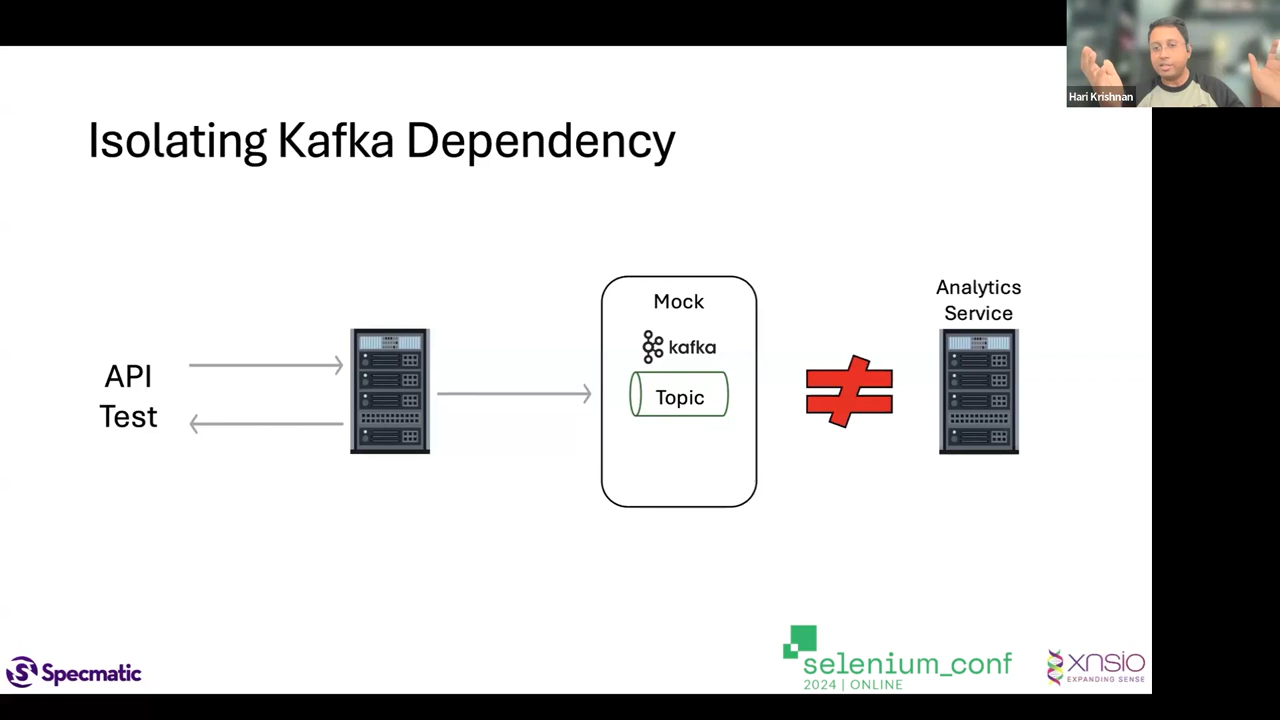 Hari Krishnan
Isolating Kafka Dependency
API
Test
Mock
kafka
Topic
Analytics
Service
Specmatic
selenium_conf
2024 | ONLINE
xnsio
EXPANDING SENSE